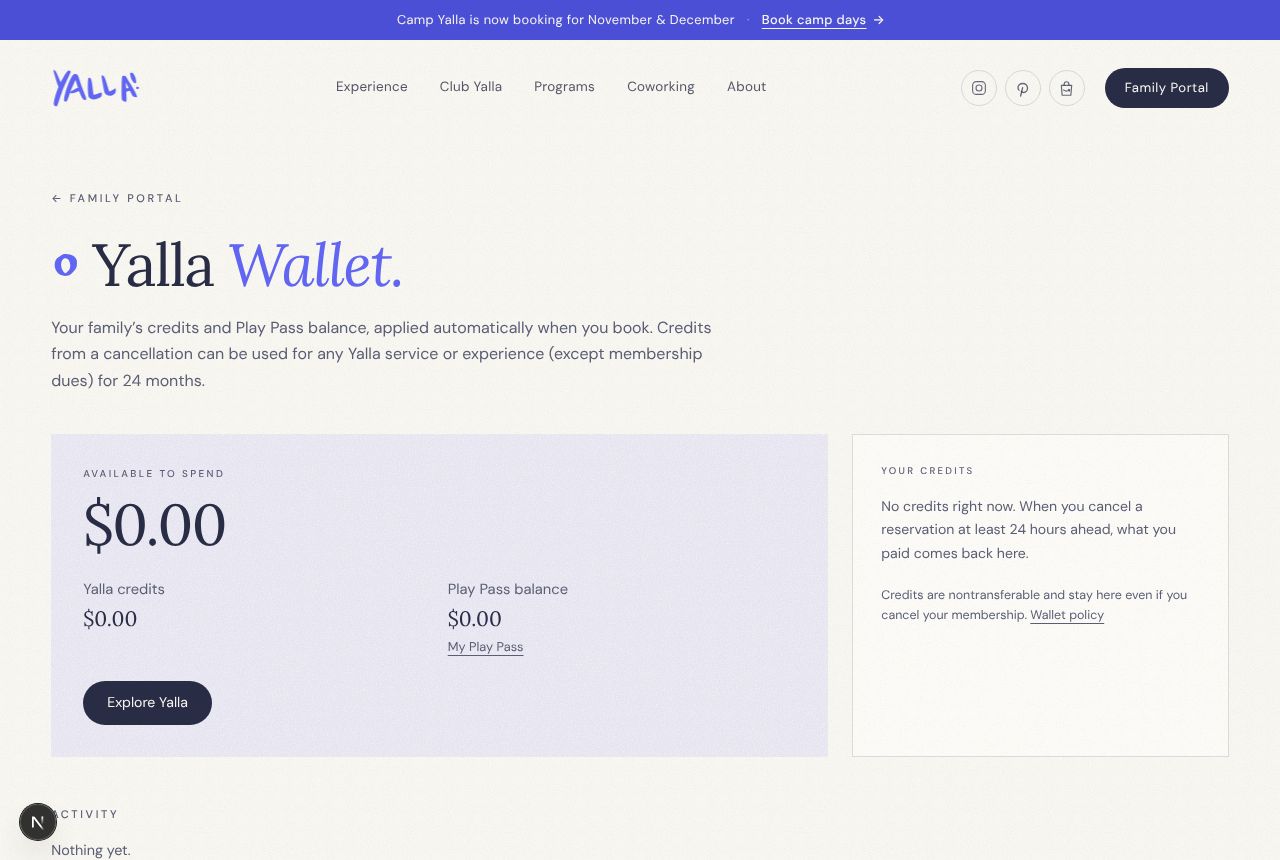 Camp Yalla is now booking for November & December · Book camp days →
YALLA!
Experience Club Yalla Programs Coworking About
Family Portal
← FAMILY PORTAL
Yalla Wallet.
Your family’s credits and Play Pass balance, applied automatically when you book. Credits
from a cancellation can be used for any Yalla service or experience (except membership
dues) for 24 months.
AVAILABLE TO SPEND
$0.00
Yalla credits
$0.00
Play Pass balance
$0.00
My Play Pass
Explore Yalla
YOUR CREDITS
No credits right now. When you cancel a
reservation at least 24 hours ahead, what you
paid comes back here.
Credits are nontransferable and stay here even if you
cancel your membership. Wallet policy
N
ACTIVITY
Nothing yet.